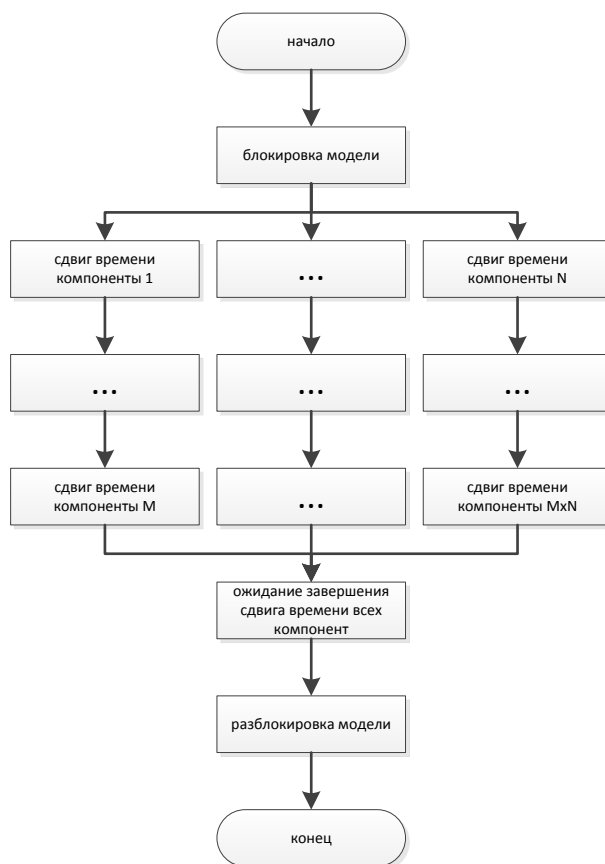 начало
блокировка модели
сдвиг времени
компоненты 1
...
сдвиг времени
компоненты N
...
...
...
сдвиг времени
компоненты M
...
сдвиг времени
компоненты MxN
ожидание завершения
сдвига времени всех
компонент
разблокировка модели
конец